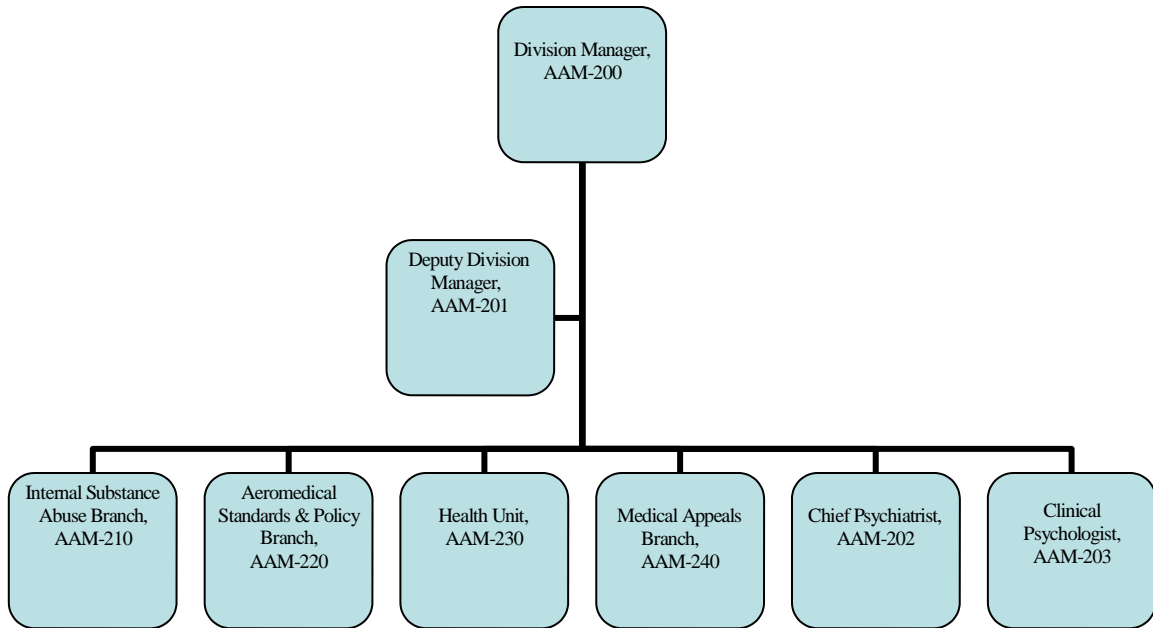 Division Manager,
AAM-200
Deputy Division
Manager,
AAM-201
Internal Substance
Abuse Branch,
AAM-210
Aeromedical
Standards & Policy
Branch,
AAM-220
Health Unit,
AAM-230
Medical Appeals
Branch,
AAM-240
Chief Psychiatrist,
AAM-202
Clinical
Psychologist,
AAM-203